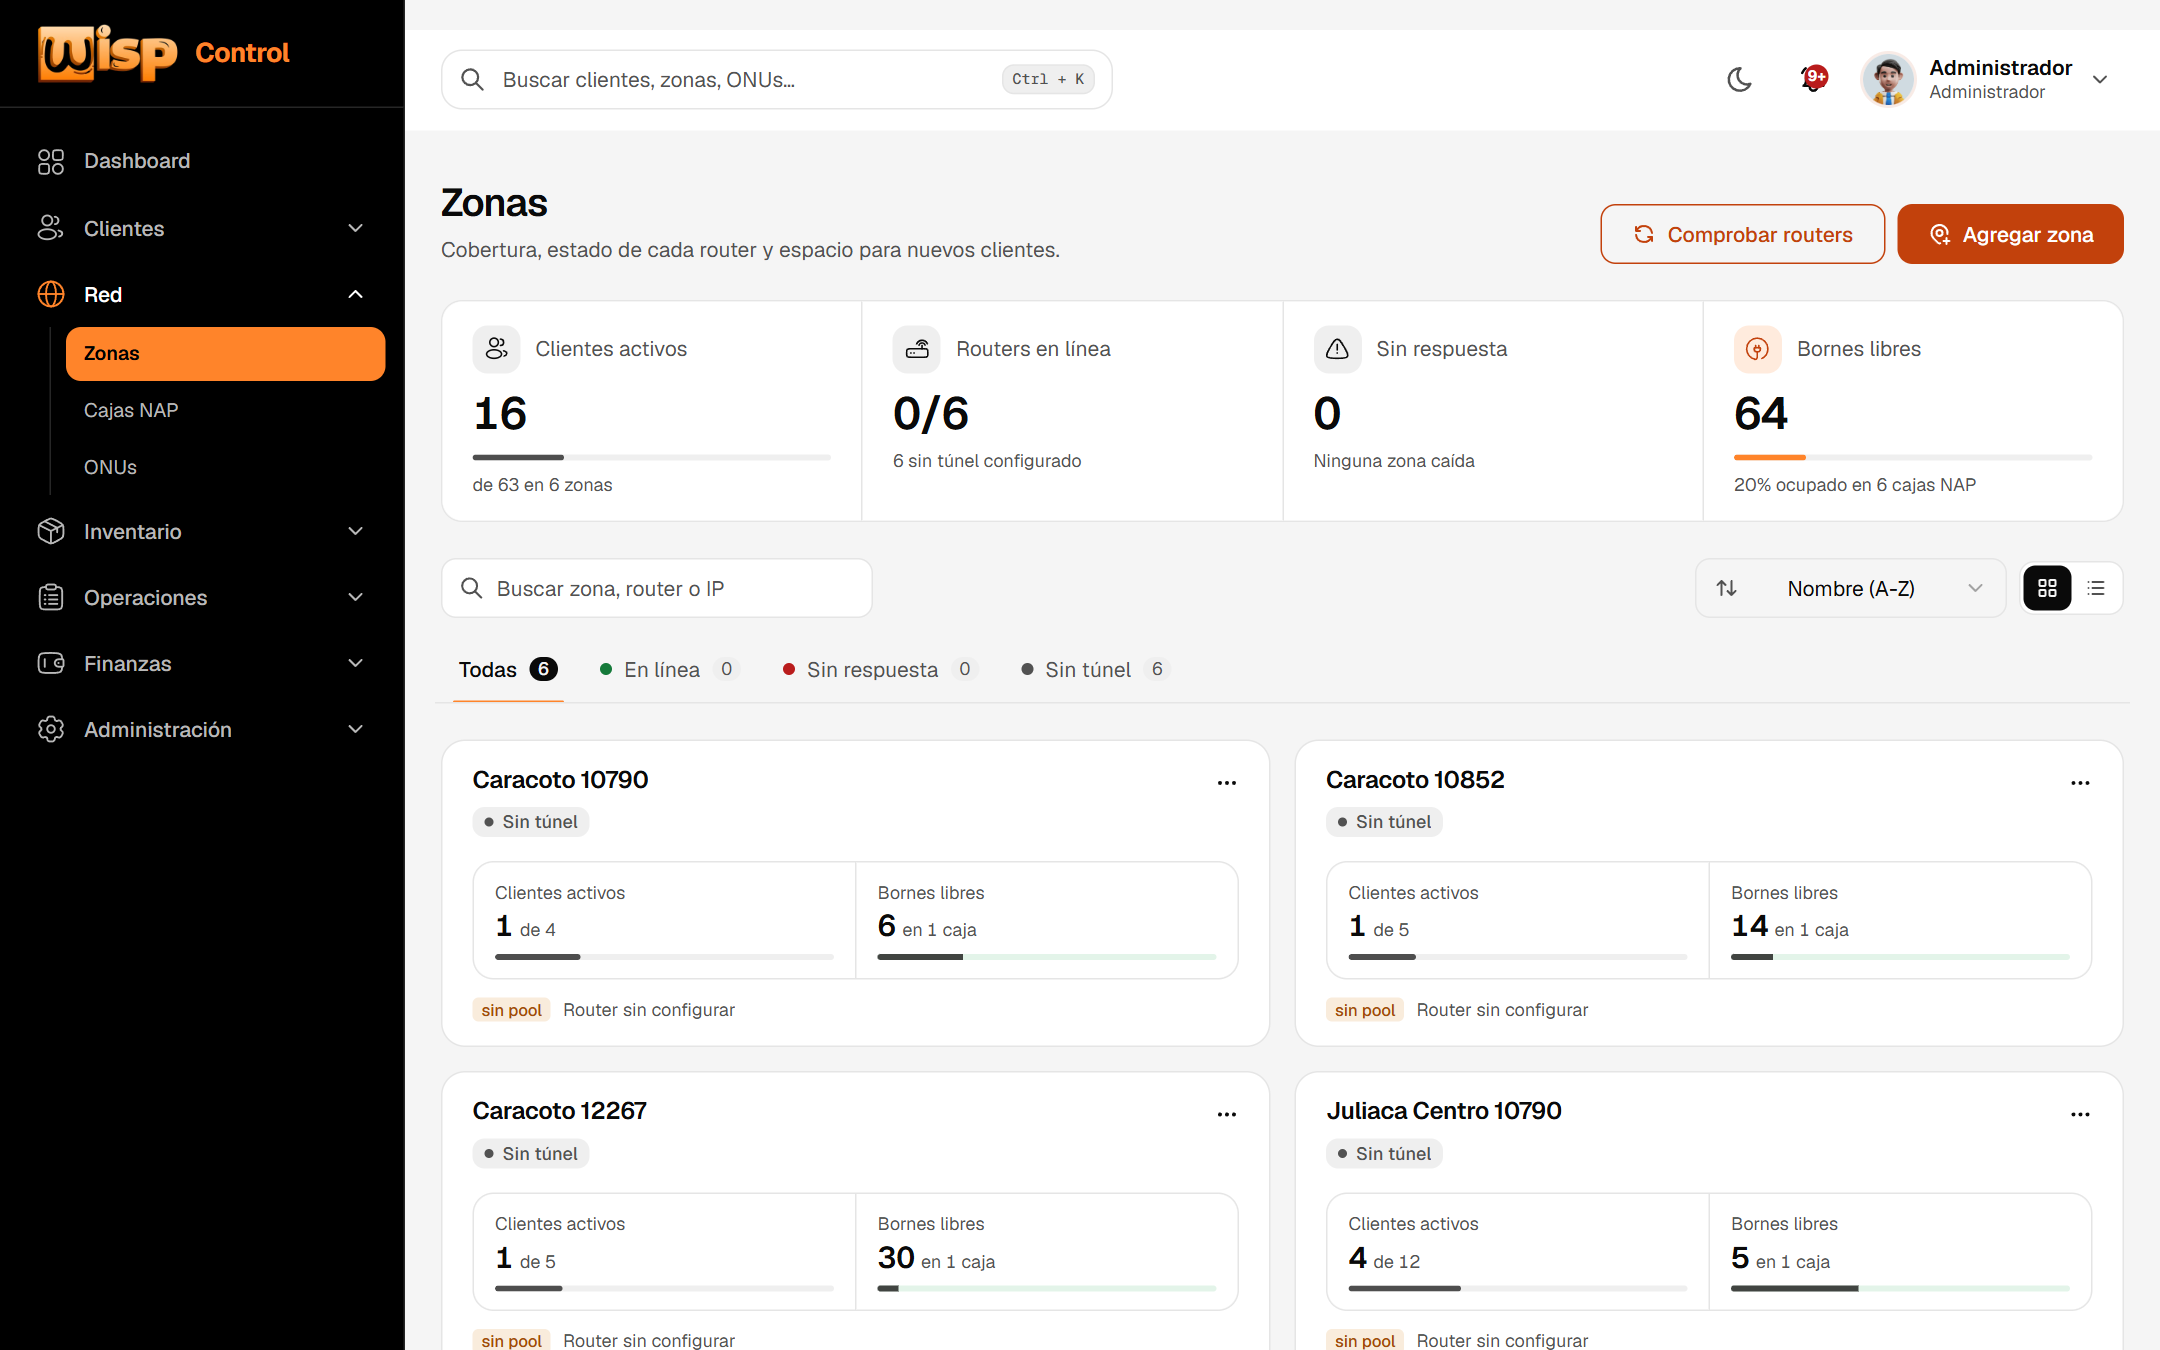 Wisp Control
Dashboard
Clientes
Red
Zonas
Cajas NAP
ONUs
Inventario
Operaciones
Finanzas
Administración
Buscar clientes, zonas, ONUs...
Ctrl + K
9+
Administrador
Administrador
Zonas
Cobertura, estado de cada router y espacio para nuevos clientes.
Comprobar routers
Agregar zona
Clientes activos
16
de 63 en 6 zonas
Routers en línea
0/6
6 sin túnel configurado
Sin respuesta
0
Ninguna zona caída
Bornes libres
64
20% ocupado en 6 cajas NAP
Buscar zona, router o IP
Nombre (A-Z)
Todas 6
En línea 0
Sin respuesta 0
Sin túnel 6
Caracoto 10790
Sin túnel
Clientes activos
1 de 4
Bornes libres
6 en 1 caja
sin pool Router sin configurar
Caracoto 10852
Sin túnel
Clientes activos
1 de 5
Bornes libres
14 en 1 caja
sin pool Router sin configurar
Caracoto 12267
Sin túnel
Clientes activos
1 de 5
Bornes libres
30 en 1 caja
sin pool Router sin configurar
Juliaca Centro 10790
Sin túnel
Clientes activos
4 de 12
Bornes libres
5 en 1 caja
sin pool Router sin configurar